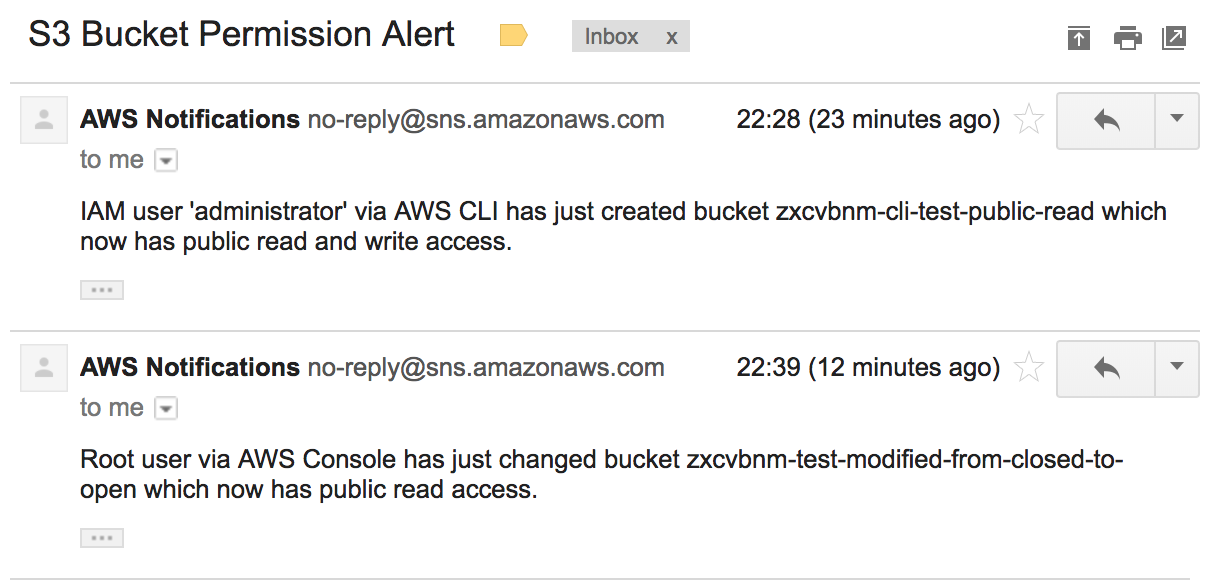 S3 Bucket Permission Alert Inbox x
AWS Notifications no-reply@sns.amazonaws.com 22:28 (23 minutes ago)
to me
IAM user 'administrator' via AWS CLI has just created bucket zxcvbnm-cli-test-public-read which
now has public read and write access.
AWS Notifications no-reply@sns.amazonaws.com 22:39 (12 minutes ago)
to me
Root user via AWS Console has just changed bucket zxcvbnm-test-modified-from-closed-to-
open which now has public read access.